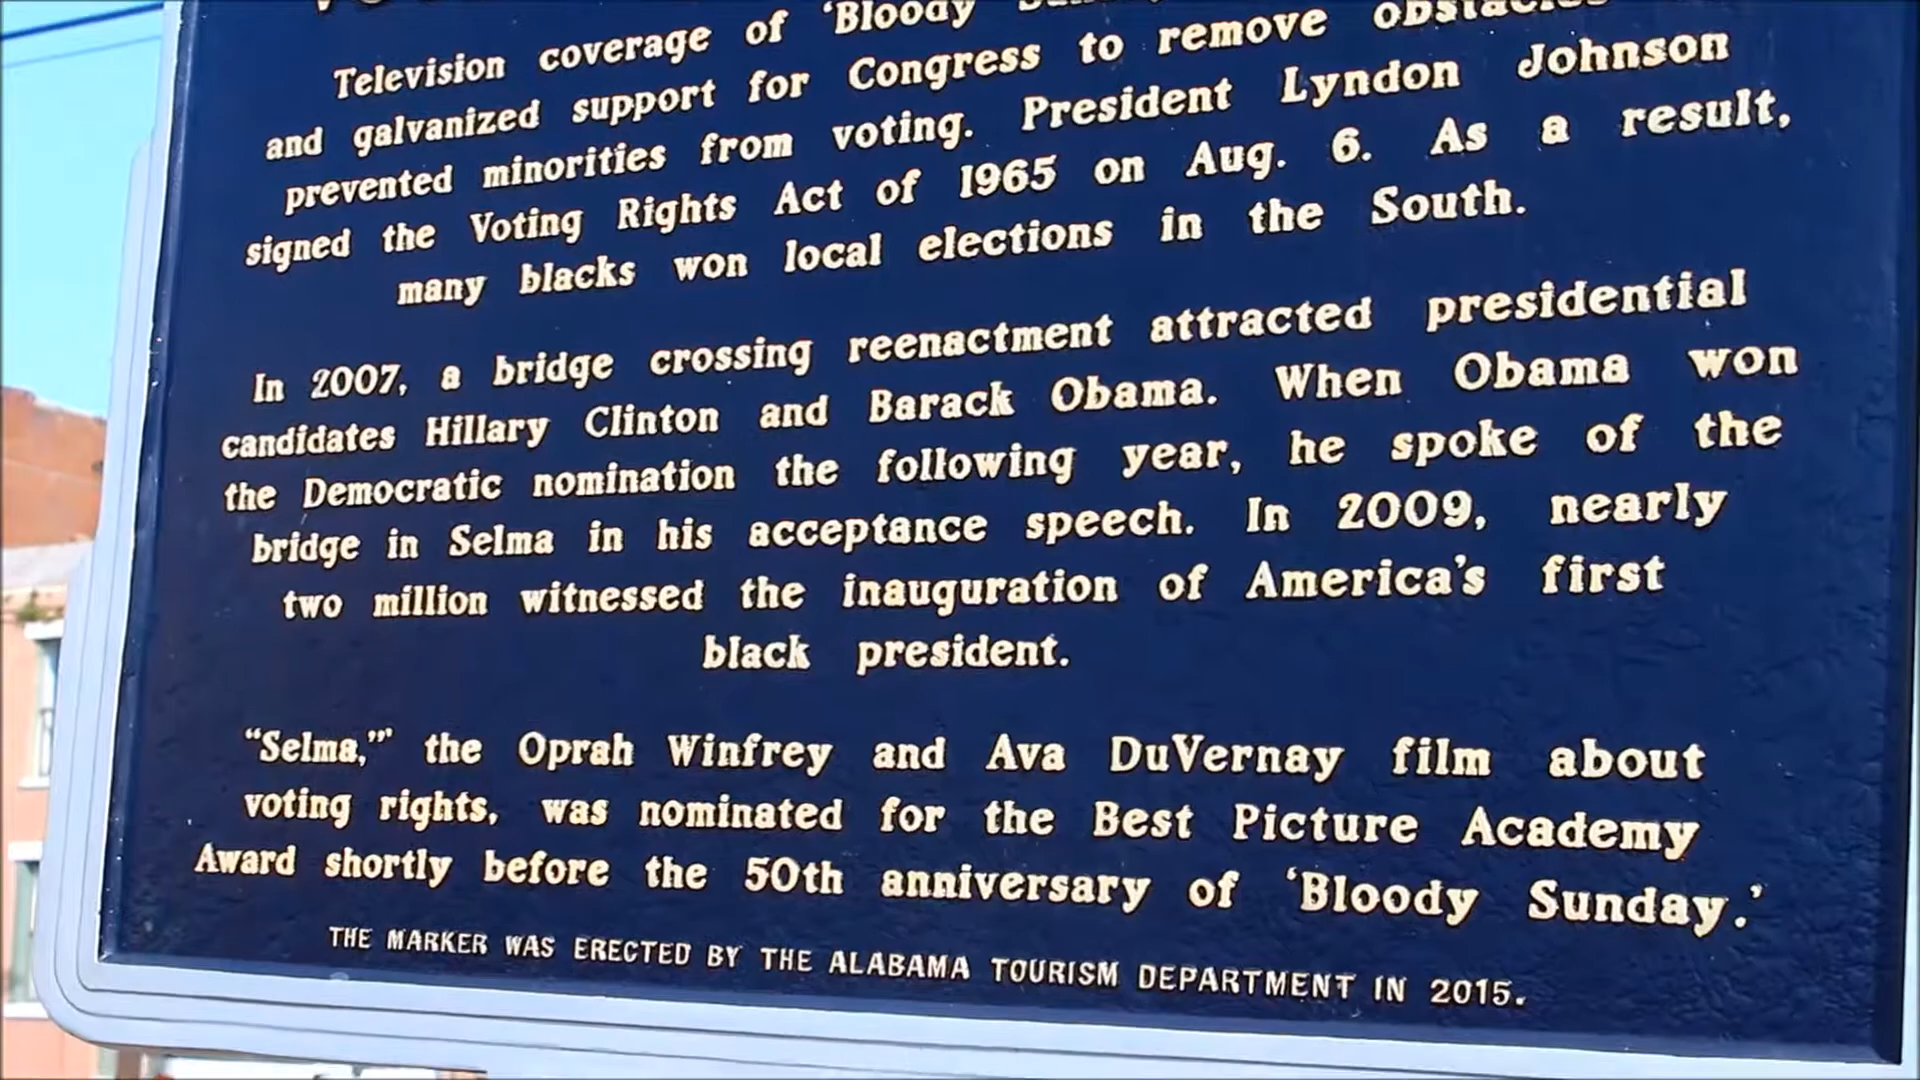 Television coverage of ‘Bloody
and galvanized support for Congress to remove obstacles
prevented minorities from voting. President Lyndon Johnson
signed the Voting Rights Act of 1965 on Aug. 6. As a result,
many blacks won local elections in the South.
In 2007, a bridge crossing reenactment attracted presidential
candidates Hillary Clinton and Barack Obama. When Obama won
the Democratic nomination the following year, he spoke of the
bridge in Selma in his acceptance speech. In 2009, nearly
two million witnessed the inauguration of America’s first
black president.
“Selma,” the Oprah Winfrey and Ava DuVernay film about
voting rights, was nominated for the Best Picture Academy
Award shortly before the 50th anniversary of ‘Bloody Sunday.’
THE MARKER WAS ERECTED BY THE ALABAMA TOURISM DEPARTMENT IN 2015.